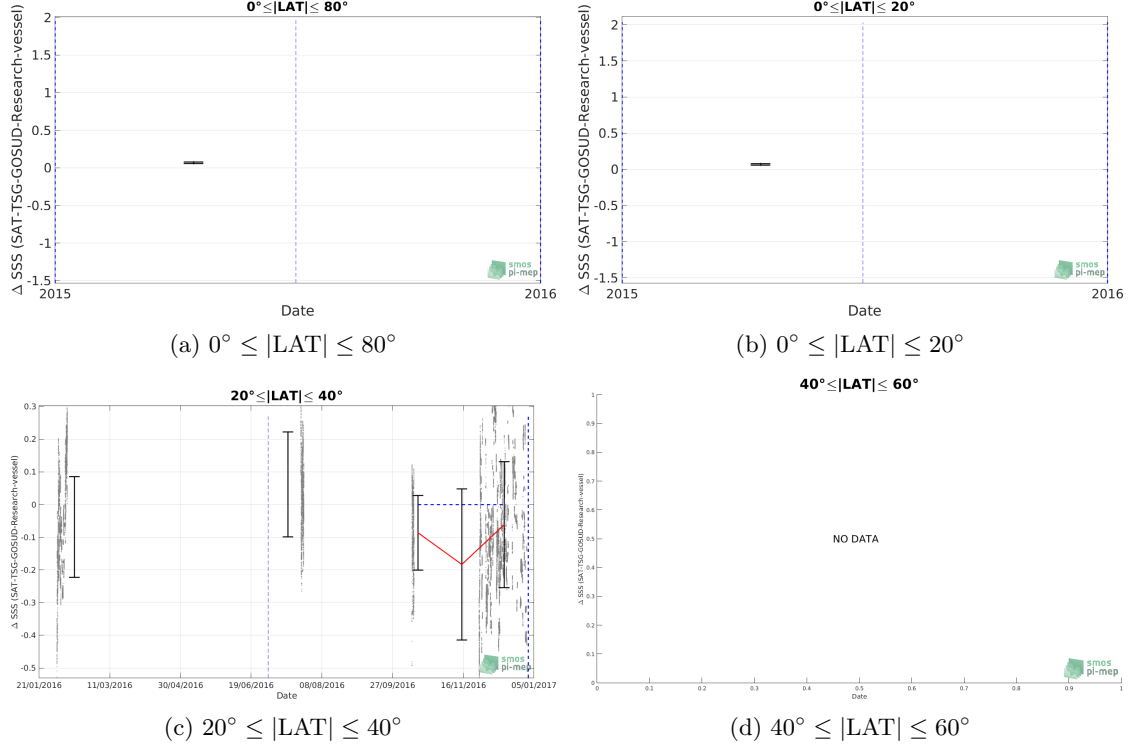 0°≤|LAT|≤ 80°
Δ SSS (SAT-TSG-GOSUD-Research-vessel)
2
1.5
1
0.5
0
-0.5
-1
-1.5
2015
2016
Date
smos
pi-mep
(a) 0° ≤ |LAT| ≤ 80°
0°≤|LAT|≤ 20°
Δ SSS (SAT-TSG-GOSUD-Research-vessel)
2
1.5
1
0.5
0
-0.5
-1
-1.5
2015
2016
Date
smos
pi-mep
(b) 0° ≤ |LAT| ≤ 20°
20°≤|LAT|≤ 40°
Δ SSS (SAT-TSG-GOSUD-Research-vessel)
0.3
0.2
0.1
0
-0.1
-0.2
-0.3
-0.4
-0.5
21/01/2016 11/03/2016 30/04/2016 19/06/2016 08/08/2016 27/09/2016 16/11/2016 05/01/2017
Date
smos
pi-mep
(c) 20° ≤ |LAT| ≤ 40°
40°≤|LAT|≤ 60°
Δ SSS (SAT-TSG-GOSUD-Research-vessel)
1
0.9
0.8
0.7
0.6
0.5
0.4
0.3
0.2
0.1
0
NO DATA
0 0.1 0.2 0.3 0.4 0.5 0.6 0.7 0.8 0.9 1
Date
smos
pi-mep
(d) 40° ≤ |LAT| ≤ 60°